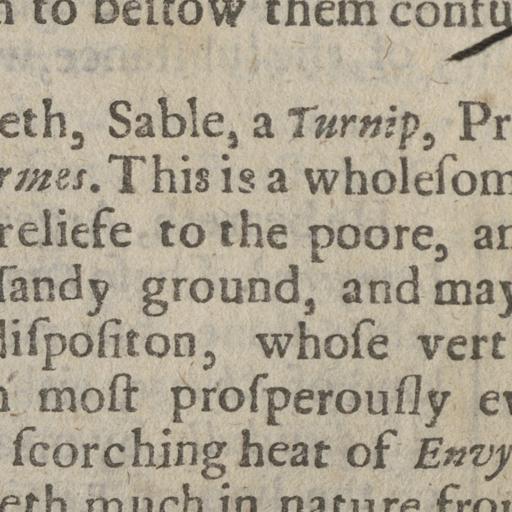 to bestow them confu
eth, Sable, a Turnip, Pr
rmes. This is a wholeſom
reliefe to the poore, an
ſandy ground, and may
diſpoſiton, whoſe vert
moſt proſperouſly ev
ſcorching heat of Envy
eth much in nature fro